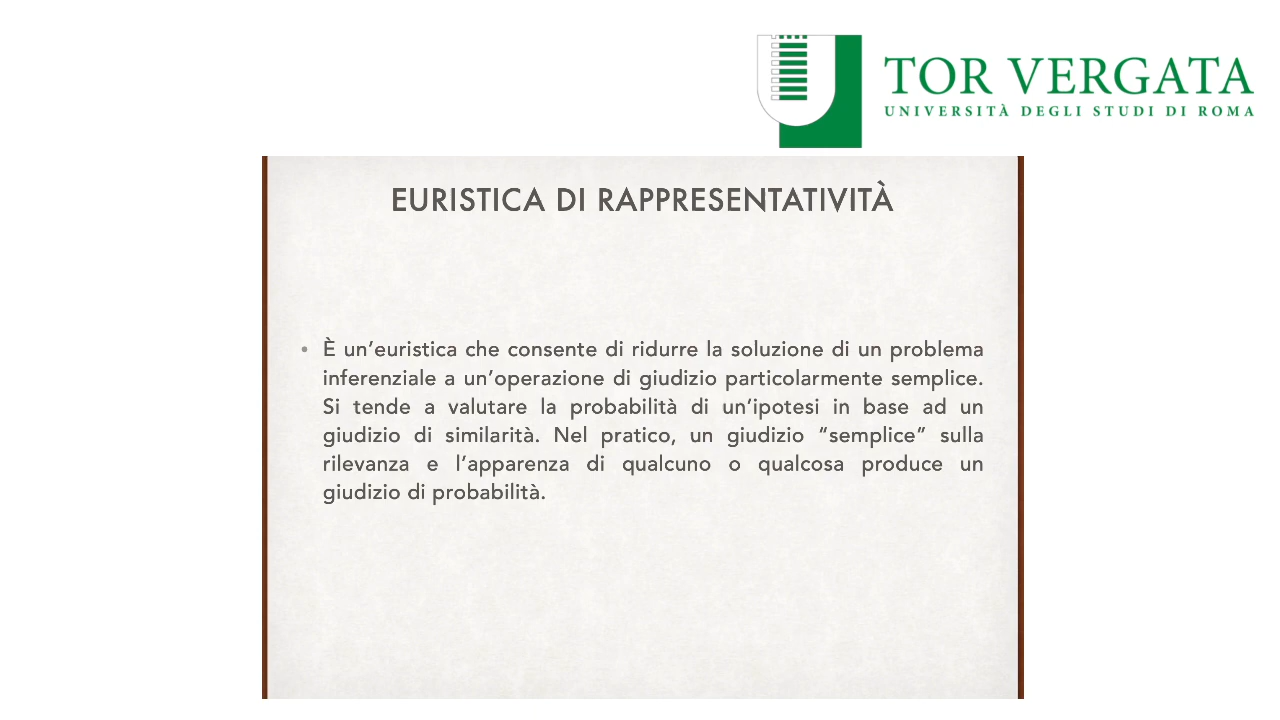 TOR VERGATA
UNIVERSITÀ DEGLI STUDI DI ROMA
EURISTICA DI RAPPRESENTATIVITÀ
• È un’euristica che consente di ridurre la soluzione di un problema
inferenziale a un’operazione di giudizio particolarmente semplice.
Si tende a valutare la probabilità di un’ipotesi in base ad un
giudizio di similarità. Nel pratico, un giudizio “semplice” sulla
rilevanza e l’apparenza di qualcuno o qualcosa produce un
giudizio di probabilità.